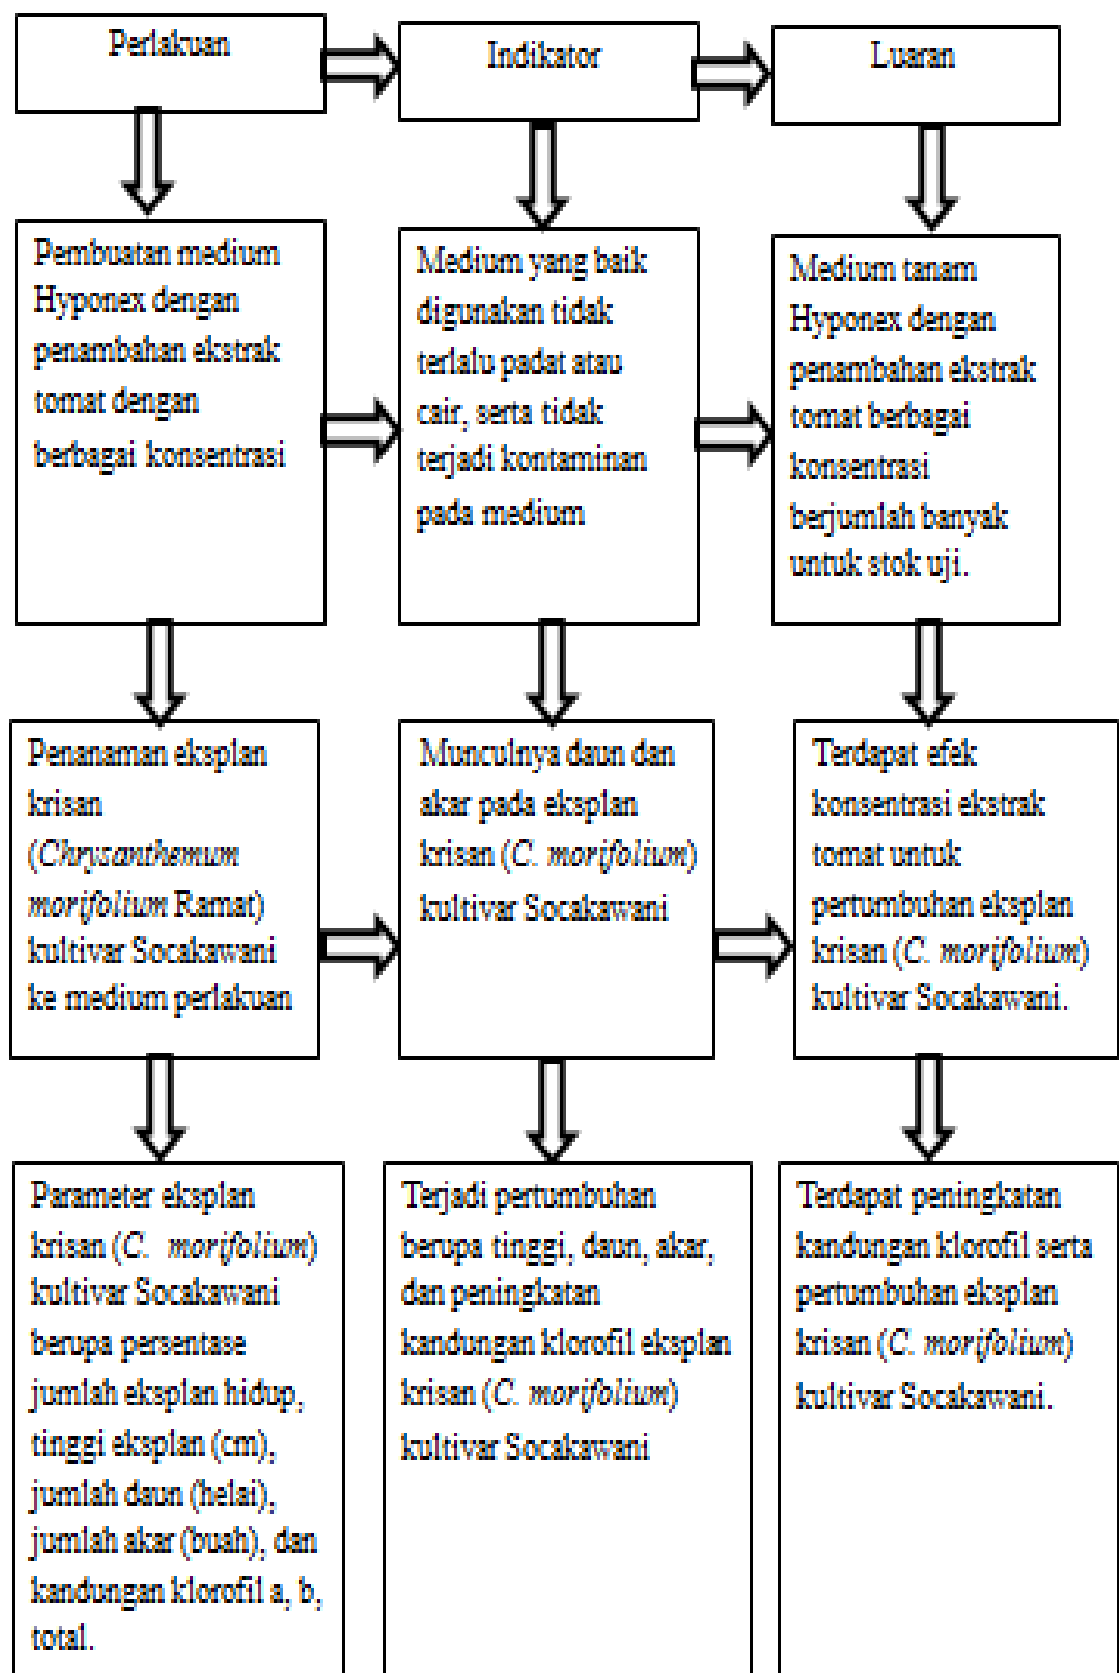 Perlakuan
Indikator
Luaran
Pembuatan medium
Hyponex dengan
penambahan ekstrak
tomat dengan
berbagai konsentrasi
Medium yang baik
digunakan tidak
terlalu padat atau
cair, serta tidak
terjadi kontaminan
pada medium
Medium tanam
Hyponex dengan
penambahan ekstrak
tomat berbagai
konsentrasi
berjumlah banyak
untuk stok uji.
Penanaman eksplan
krisan
(Chrysanthemum
morifolium Ramat)
kultivar Socakawani
ke medium perlakuan
Munculnya daun dan
akar pada eksplan
krisan (C. morifolium)
kultivar Socakawani
Terdapat efek
konsentrasi ekstrak
tomat untuk
pertumbuhan eksplan
krisan (C. morifolium)
kultivar Socakawani.
Parameter eksplan
krisan (C. morifolium)
kultivar Socakawani
berupa persentase
jumlah eksplan hidup,
tinggi eksplan (cm),
jumlah daun (helai),
jumlah akar (buah), dan
kandungan klorofil a, b,
total.
Terjadi pertumbuhan
berupa tinggi, daun, akar,
dan peningkatan
kandungan klorofil eksplan
krisan (C. morifolium)
kultivar Socakawani
Terdapat peningkatan
kandungan klorofil serta
pertumbuhan eksplan
krisan (C. morifolium)
kultivar Socakawani.